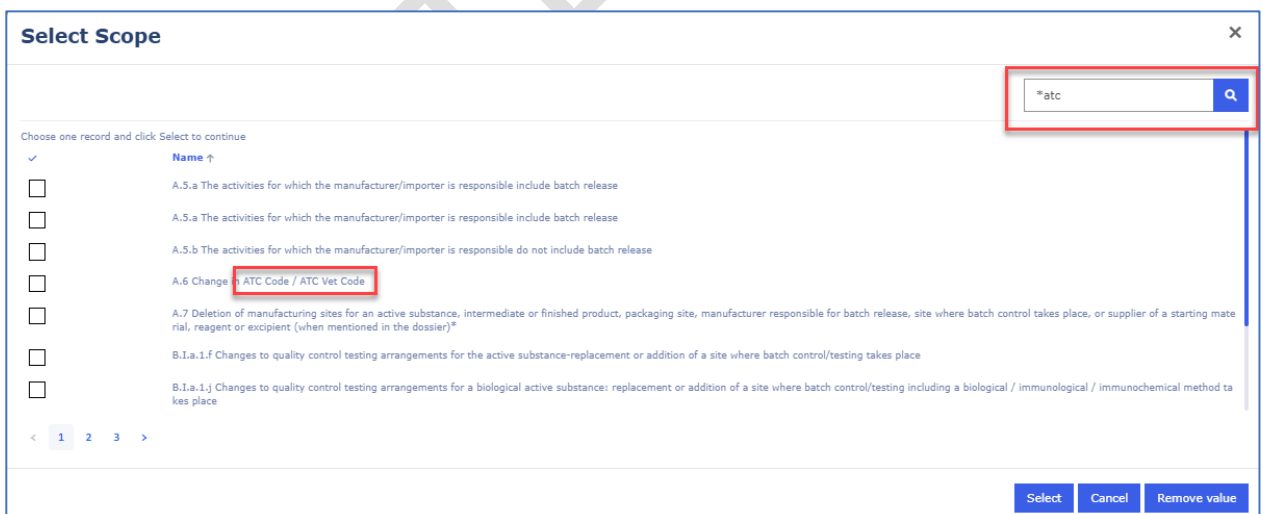 Select Scope
×
*atc
Choose one record and click Select to continue
Name ↑
A.5.a The activities for which the manufacturer/importer is responsible include batch release
A.5.a The activities for which the manufacturer/importer is responsible include batch release
A.5.b The activities for which the manufacturer/importer is responsible do not include batch release
A.6 Change in ATC Code / ATC Vet Code
A.7 Deletion of manufacturing sites for an active substance, intermediate or finished product, packaging site, manufacturer responsible for batch release, site where batch control takes place, or supplier of a starting mate
rial, reagent or excipient (when mentioned in the dossier)*
B.I.a.1.f Changes to quality control testing arrangements for the active substance-replacement or addition of a site where batch control/testing takes place
B.I.a.1.j Changes to quality control testing arrangements for a biological active substance: replacement or addition of a site where batch control/testing including a biological / immunological / immunochemical method ta
kes place
< 1 2 3 >
Select Cancel Remove value